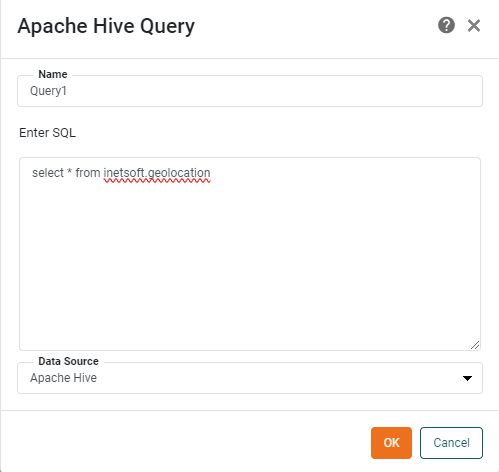 Apache Hive Query
Name
Query1
Enter SQL
select * from inetsoft.geolocation
Data Source
Apache Hive
OK
Cancel